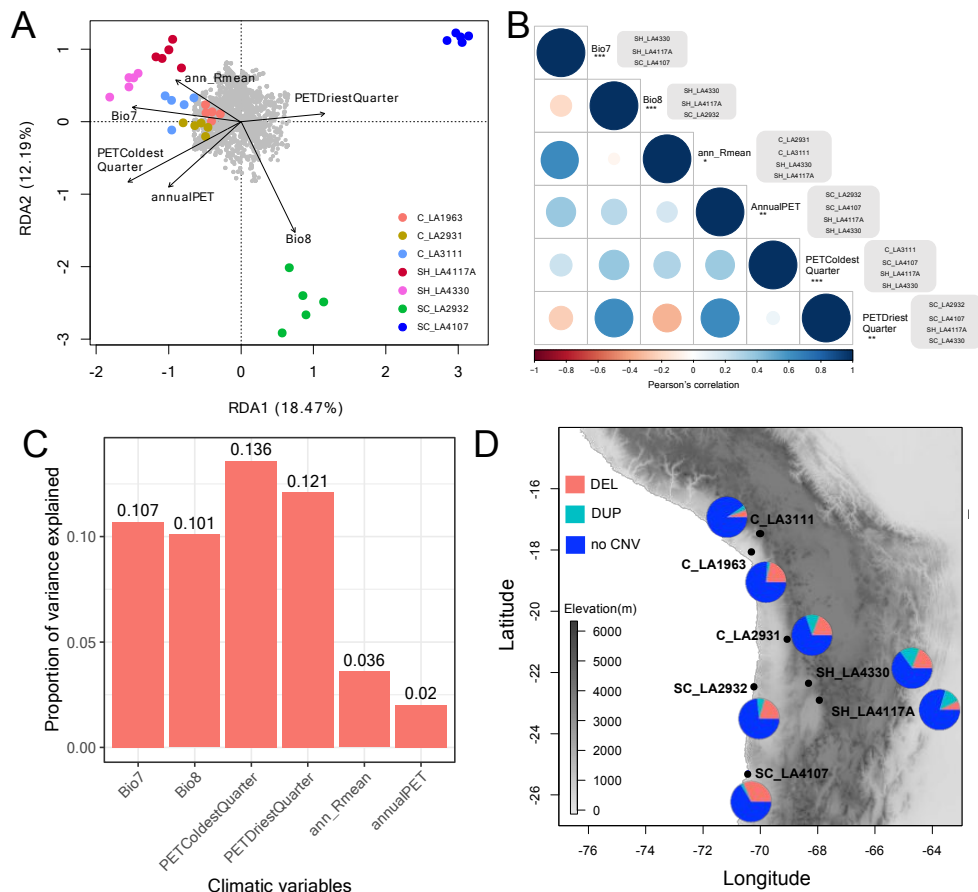 A
RDA2 (12.19%)
1
0
-1
-2
-3
ann_Rmean
PETDriestQuarter
Bio7
PETColdest
Quarter
annualPET
Bio8
C_LA1963
C_LA2931
C_LA3111
SH_LA4117A
SH_LA4330
SC_LA2932
SC_LA4107
-2 -1 0 1 2 3
RDA1 (18.47%)
B
Bio7
***
SH_LA4330
SH_LA4117A
SC_LA4107
Bio8
***
SH_LA4330
SH_LA4117A
SC_LA2932
ann_Rmean
*
C_LA2931
C_LA3111
SH_LA4330
SH_LA4117A
AnnualPET
**
SC_LA2932
SC_LA4107
SH_LA4117A
SH_LA4330
PETColdest
Quarter
***
C_LA3111
SC_LA4107
SH_LA4117A
SH_LA4330
PETDriest
Quarter
**
SC_LA2932
SC_LA4107
SH_LA4117A
SC_LA4330
-1 -0.8 -0.6 -0.4 -0.2 0 0.2 0.4 0.6 0.8 1
Pearson's correlation
C
Proportion of variance explained
0.10
0.05
0.00
0.107
0.101
0.136
0.121
0.036
0.02
Bio7
Bio8
PETColdestQuarter
PETDriestQuarter
ann_Rmean
annualPET
Climatic variables
D
Latitude
-16
-18
-20
-22
-24
-26
DEL
DUP
no CNV
Elevation(m)
6000
5000
4000
3000
2000
1000
0
C_LA3111
C_LA1963
C_LA2931
SH_LA4330
SC_LA2932
SH_LA4117A
SC_LA4107
-76 -74 -72 -70 -68 -66 -64
Longitude